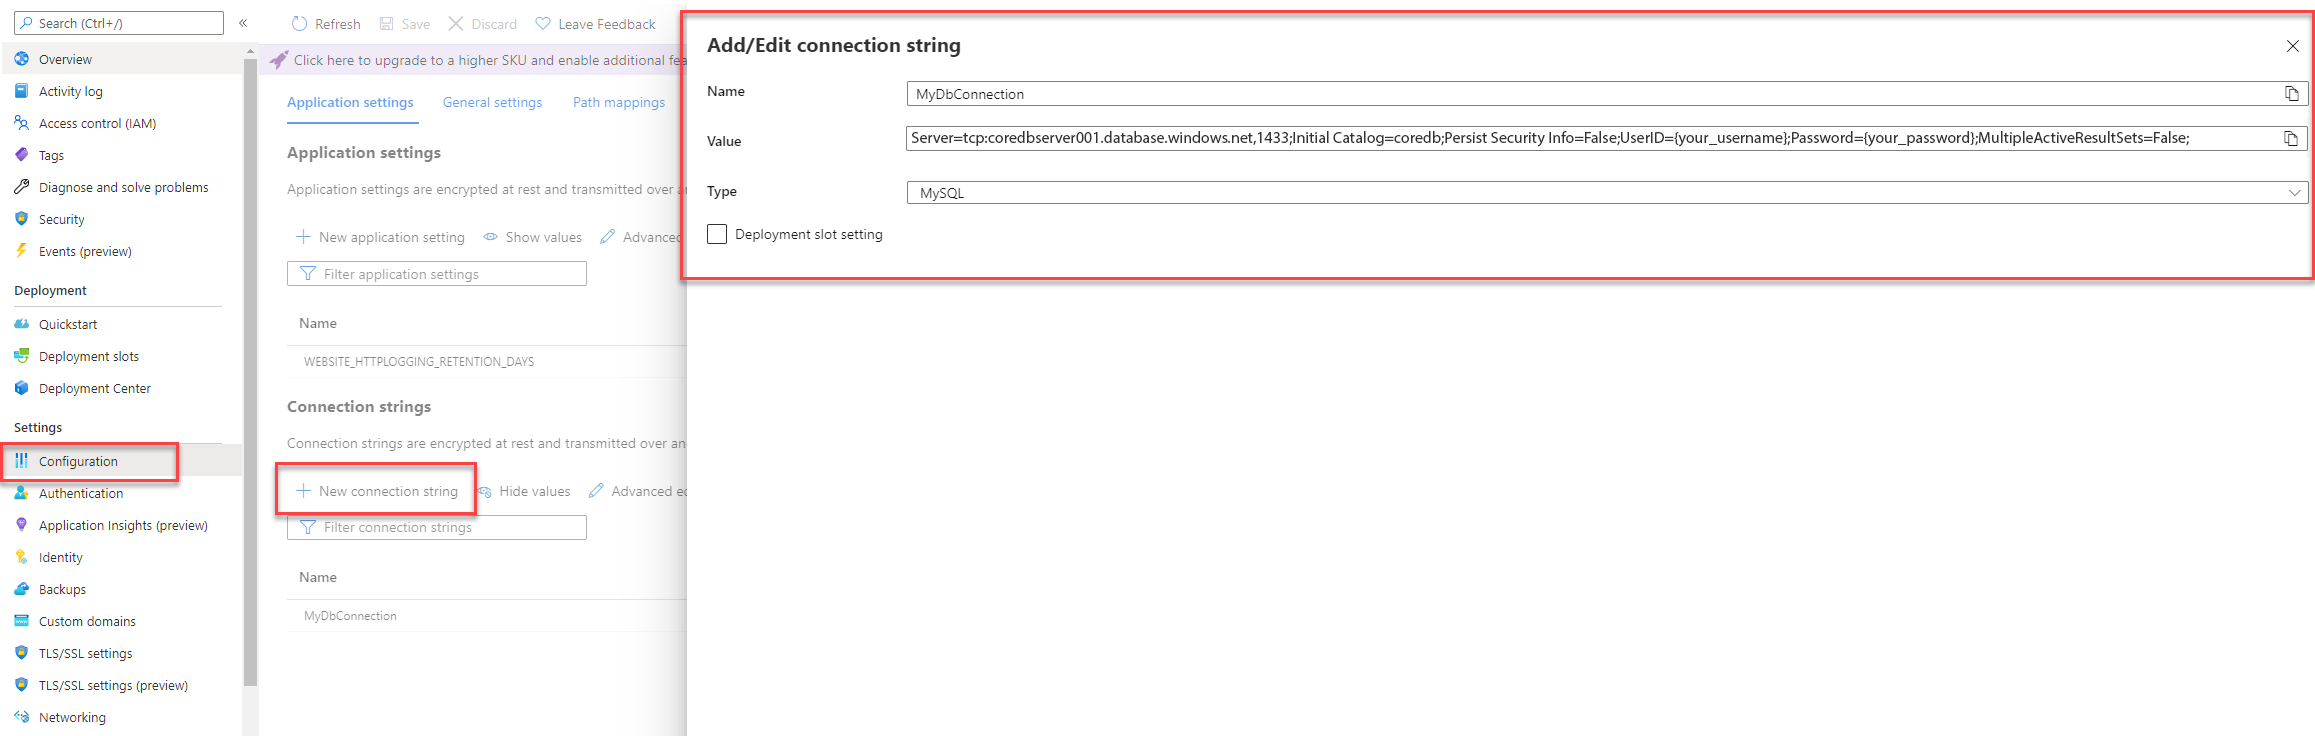 Search (Ctrl+/)
«
Overview
Activity log
Access control (IAM)
Tags
Diagnose and solve problems
Security
Events (preview)
Deployment
Quickstart
Deployment slots
Deployment Center
Settings
Configuration
Authentication
Application Insights (preview)
Identity
Backups
Custom domains
TLS/SSL settings
TLS/SSL settings (preview)
Networking
Refresh Save Discard Leave Feedback
Click here to upgrade to a higher SKU and enable additional fea
Application settings General settings Path mappings
Application settings
Application settings are encrypted at rest and transmitted over a
New application setting Show values Advanced
Filter application settings
Name
WEBSITE_HTTPLOGGING_RETENTION_DAYS
Connection strings
Connection strings are encrypted at rest and transmitted over an
New connection string Hide values Advanced ed
Filter connection strings
Name
MyDbConnection
Add/Edit connection string
Name MyDbConnection
Value Server=tcp:coredbserver001.database.windows.net,1433;Initial Catalog=coredb;Persist Security Info=False;UserID={your_username};Password={your_password};MultipleActiveResultSets=False;
Type MySQL
Deployment slot setting